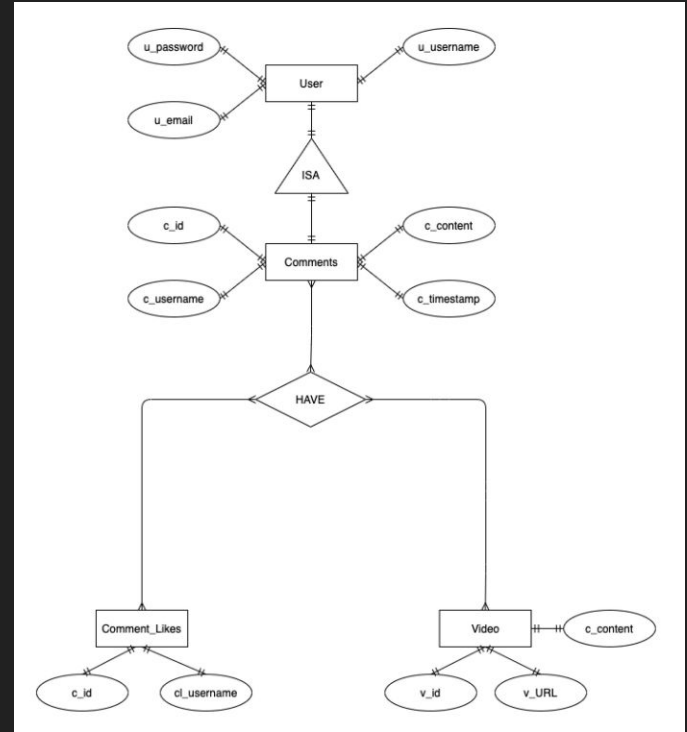 u_password
u_username
User
u_email
ISA
c_id
c_content
Comments
c_username
c_timestamp
HAVE
Comment_Likes
Video
c_content
c_id
cl_username
v_id
v_URL